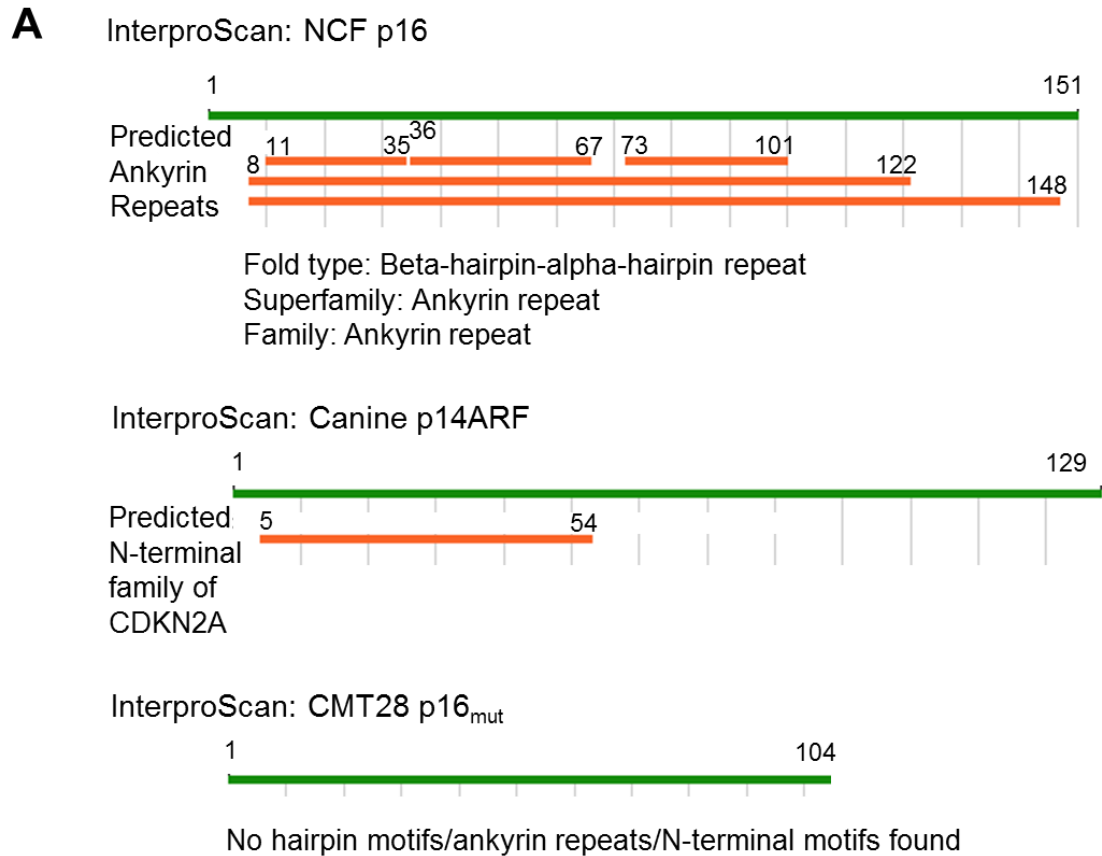 A
InterproScan: NCF p16
1 151
Predicted
Ankyrin
Repeats
36
11 35 67 73 101
8 122
148
Fold type: Beta-hairpin-alpha-hairpin repeat
Superfamily: Ankyrin repeat
Family: Ankyrin repeat
InterproScan: Canine p14ARF
1 129
Predicted
N-terminal
family of
CDKN2A
5 54
InterproScan: CMT28 p16mut
1 104
No hairpin motifs/ankyrin repeats/N-terminal motifs found